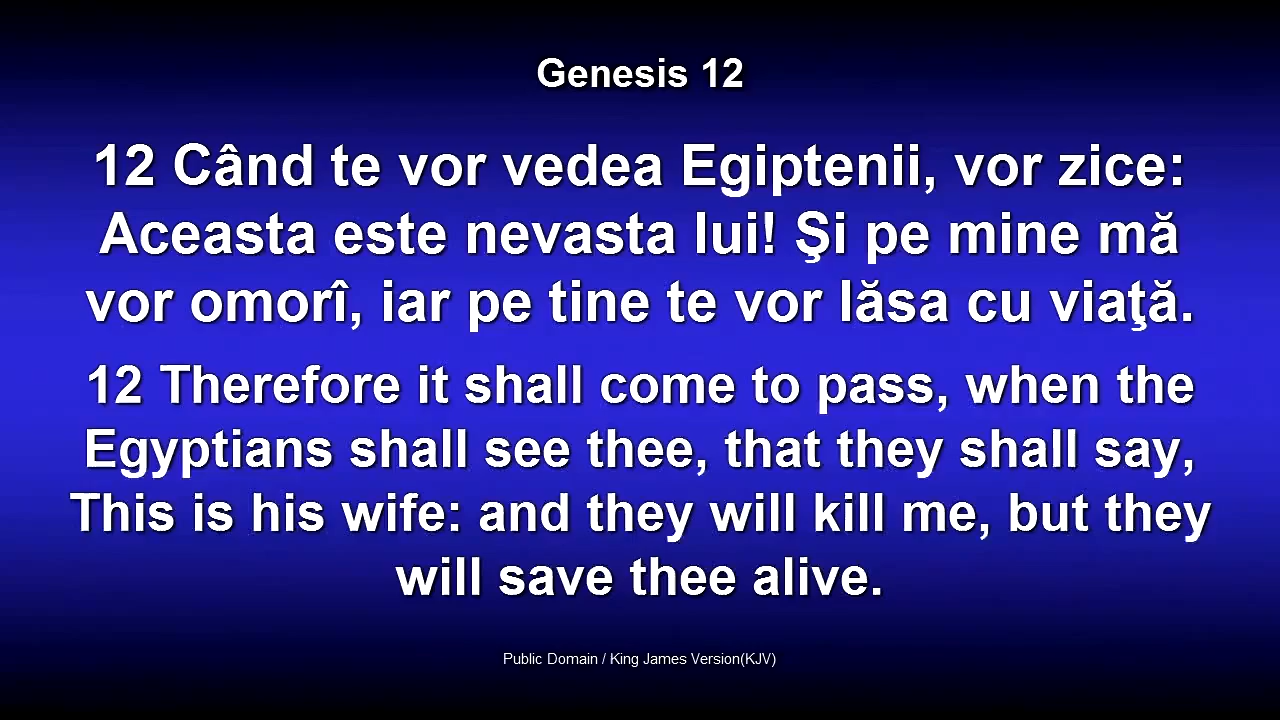 Genesis 12
12 Când te vor vedea Egiptenii, vor zice:
Aceasta este nevasta lui! Şi pe mine mă
vor omorî, iar pe tine te vor lăsa cu viaţă.
12 Therefore it shall come to pass, when the
Egyptians shall see thee, that they shall say,
This is his wife: and they will kill me, but they
will save thee alive.
Public Domain / King James Version(KJV)